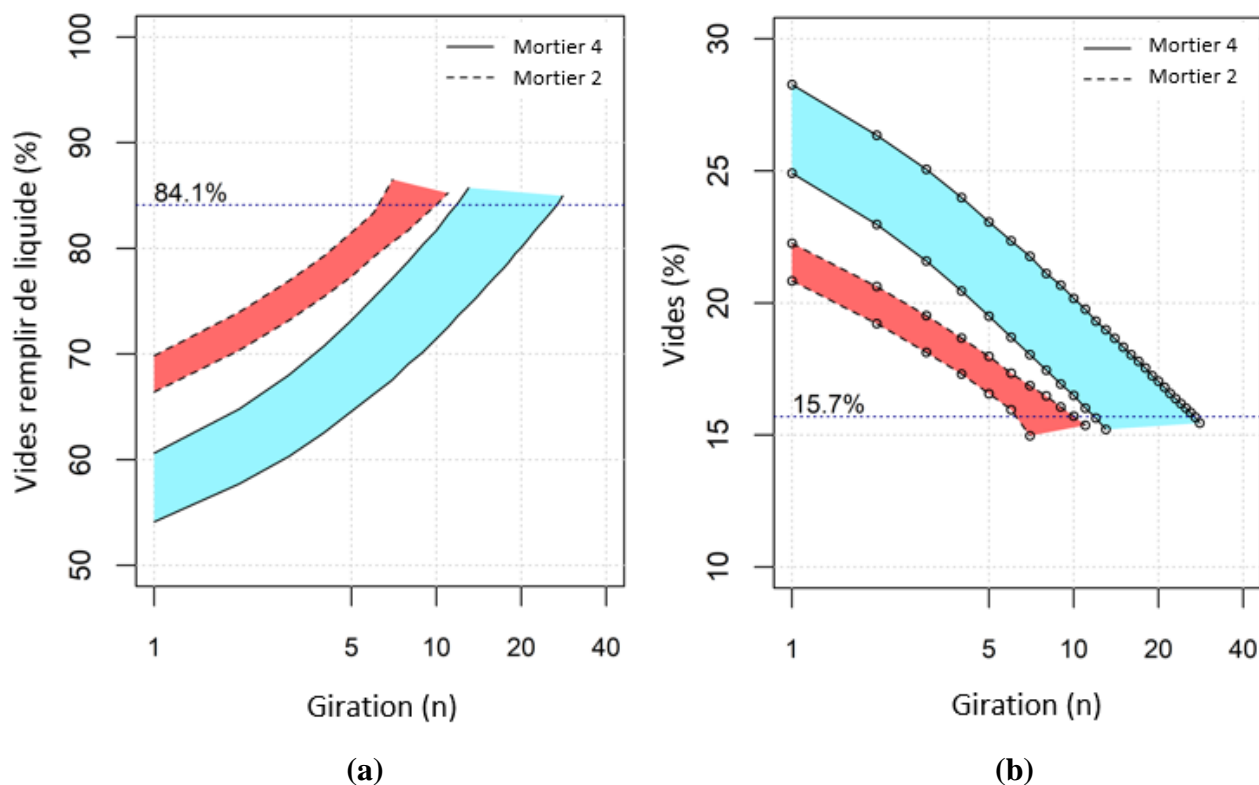 Vides remplir de liquide (%)
100
90
80
70
60
50
84.1%
Mortier 4
Mortier 2
1 5 10 20 40
Giration (n)
(a)
Vides (%)
30
25
20
15
10
15.7%
Mortier 4
Mortier 2
1 5 10 20 40
Giration (n)
(b)